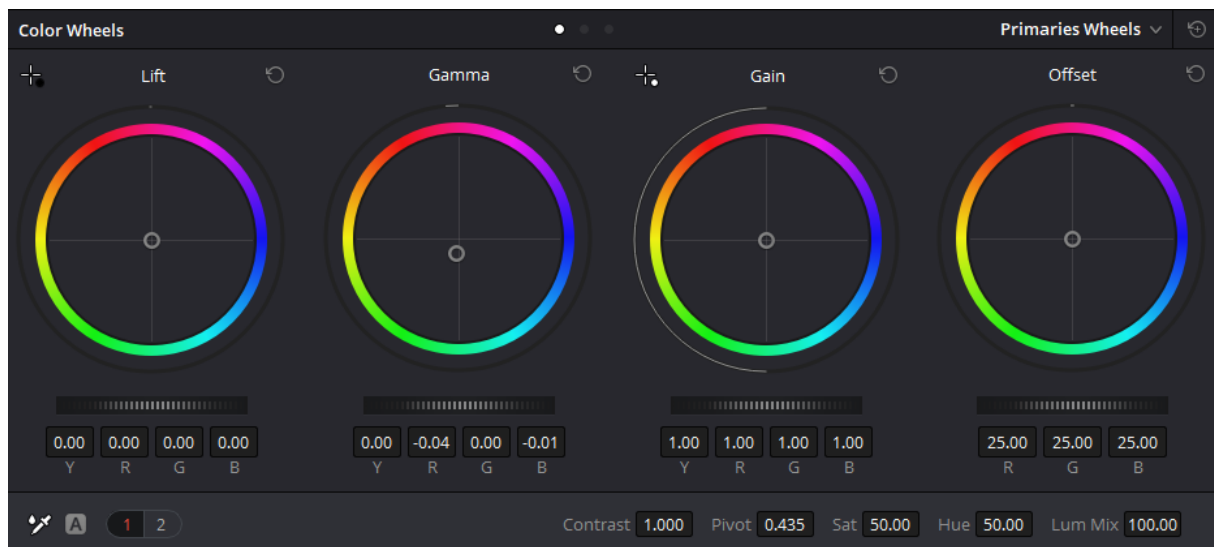 Color Wheels Primaries Wheels
Lift Gamma Gain Offset
0.00 0.00 0.00 0.00 0.00 -0.04 0.00 -0.01 1.00 1.00 1.00 1.00 25.00 25.00 25.00
Y R G B Y R G B Y R G B R G B
A 1 2 Contrast 1.000 Pivot 0.435 Sat 50.00 Hue 50.00 Lum Mix 100.00